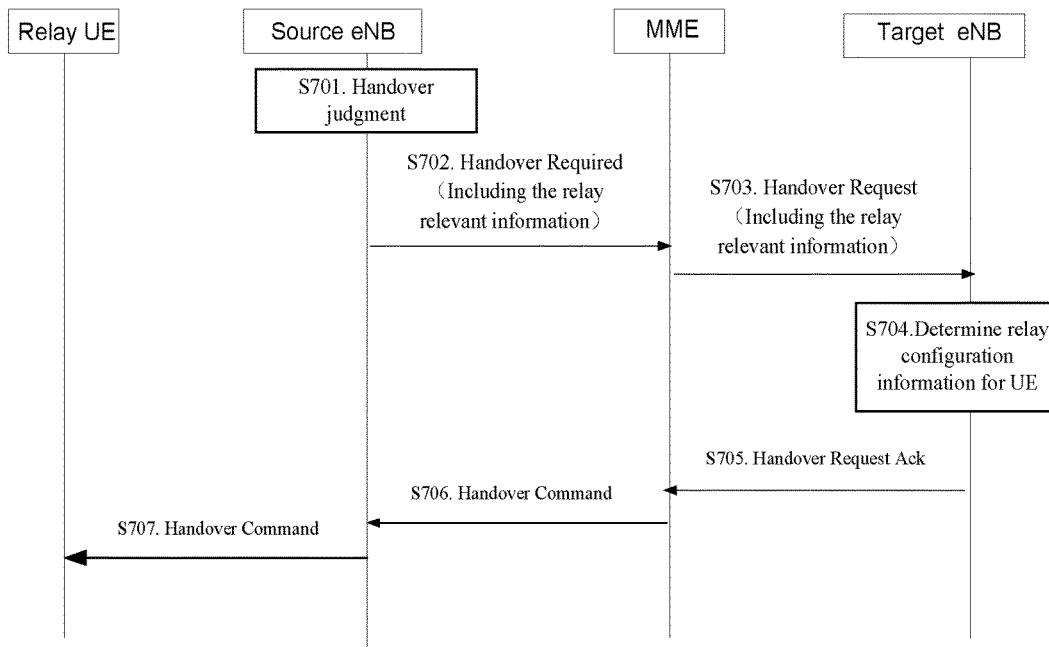 Relay UE
Source eNB
MME
Target eNB
S701. Handover
judgment
S702. Handover Required
（Including the relay
relevant information）
S703. Handover Request
（Including the relay
relevant information）
S704.Determine relay
configuration
information for UE
S705. Handover Request Ack
S706. Handover Command
S707. Handover Command